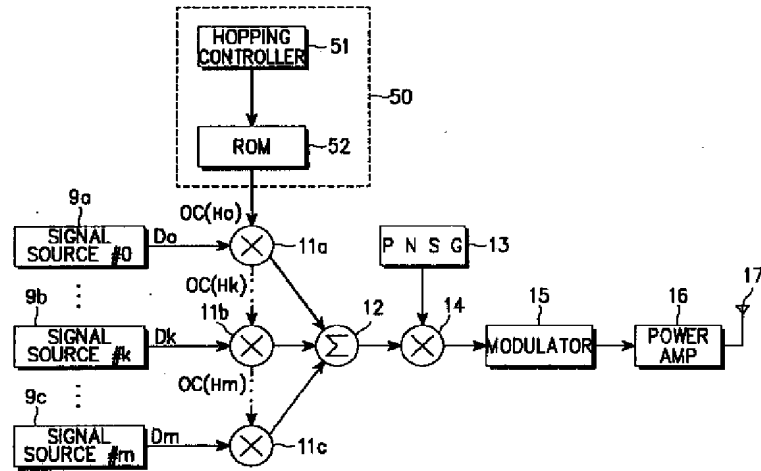 HOPPING
CONTROLLER
51
50
ROM
52
9a
OC(Ho)
SIGNAL
SOURCE #0
Do
11a
P N S G
13
9b
OC(Hk)
11b
12
14
15
16
17
SIGNAL
SOURCE #k
Dk
Σ
MODULATOR
POWER
AMP
9c
OC(Hm)
SIGNAL
SOURCE #m
Dm
11c